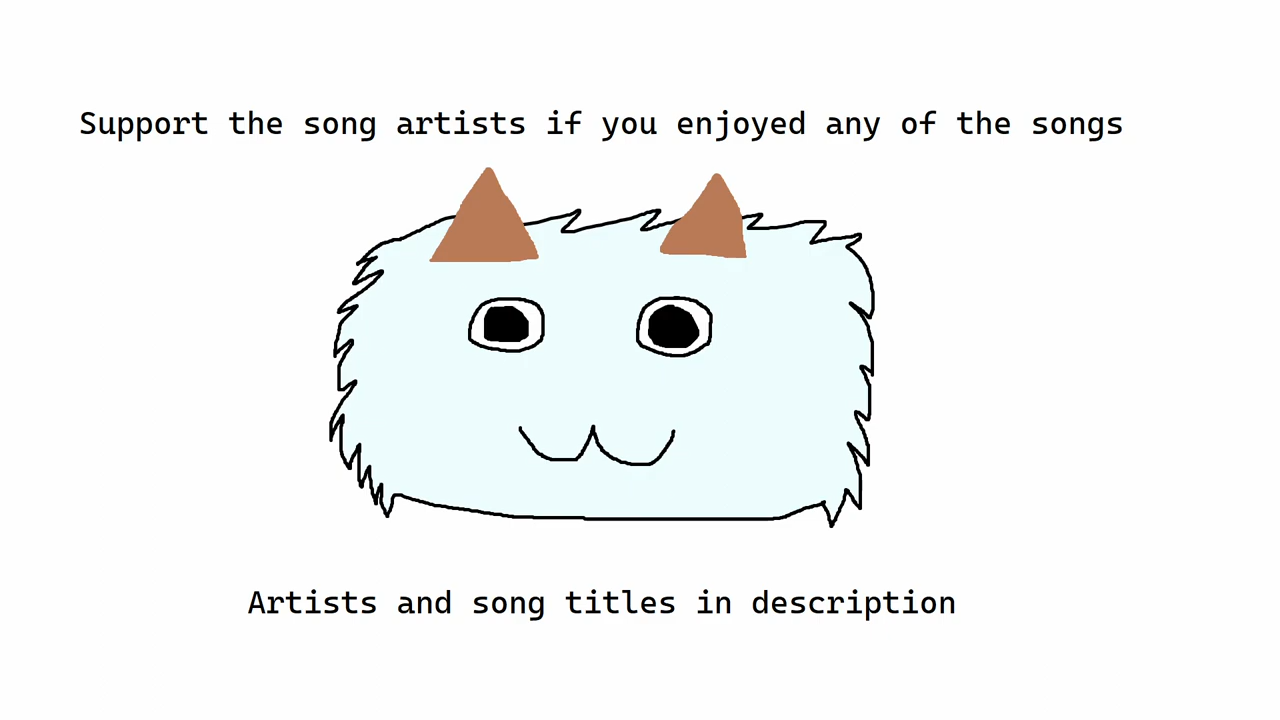 Support the song artists if you enjoyed any of the songs
Artists and song titles in description